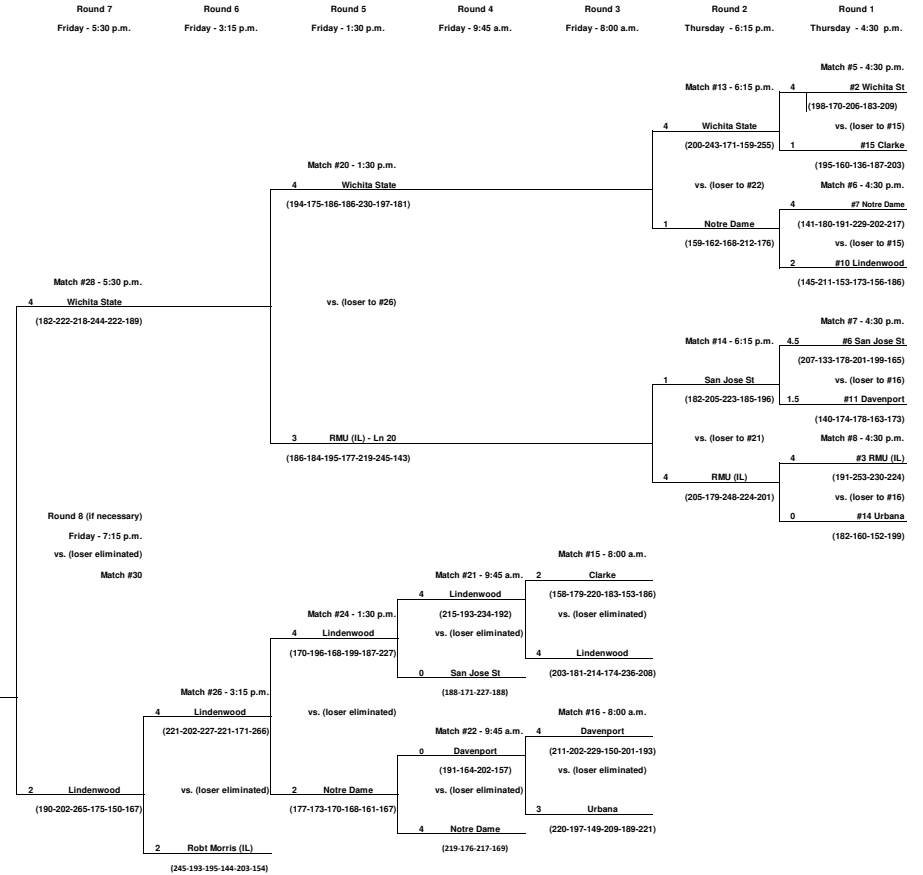 Round 7 Round 6 Round 5 Round 4 Round 3 Round 2 Round 1
Friday - 5:30 p.m. Friday - 3:15 p.m. Friday - 1:30 p.m. Friday - 9:45 a.m. Friday - 8:00 a.m. Thursday - 6:15 p.m. Thursday - 4:30 p.m.
Match #5 - 4:30 p.m.
Match #13 - 6:15 p.m. 4 #2 Wichita St
(198-170-206-183-209)
4 Wichita State vs. (loser to #15)
(200-243-171-159-255) 1 #15 Clarke
Match #20 - 1:30 p.m. (195-160-136-187-203)
4 Wichita State vs. (loser to #22) Match #6 - 4:30 p.m.
(194-175-186-186-230-197-181) 4 #7 Notre Dame
1 Notre Dame (141-180-191-229-202-217)
(159-162-168-212-176) vs. (loser to #15)
2 #10 Lindenwood
Match #28 - 5:30 p.m. (145-211-153-173-156-186)
4 Wichita State vs. (loser to #26)
(182-222-218-244-222-189) Match #7 - 4:30 p.m.
Match #14 - 6:15 p.m. 4.5 #6 San Jose St
(207-133-178-201-199-165)
1 San Jose St vs. (loser to #16)
(182-205-223-185-196) 1.5 #11 Davenport
(140-174-178-163-173)
3 RMU (IL) - Ln 20 vs. (loser to #21) Match #8 - 4:30 p.m.
(186-184-195-177-219-245-143) 4 #3 RMU (IL)
4 RMU (IL) (191-253-230-224)
(205-179-248-224-201) vs. (loser to #16)
Round 8 (if necessary) 0 #14 Urbana
Friday - 7:15 p.m. (182-160-152-199)
vs. (loser eliminated) Match #15 - 8:00 a.m.
Match #30 Match #21 - 9:45 a.m. 2 Clarke
4 Lindenwood (158-179-220-183-153-186)
Match #24 - 1:30 p.m. (215-193-234-192) vs. (loser eliminated)
4 Lindenwood vs. (loser eliminated)
(170-196-168-199-187-227) 4 Lindenwood
0 San Jose St (203-181-214-174-236-208)
Match #26 - 3:15 p.m. (188-171-227-188)
4 Lindenwood vs. (loser eliminated) Match #16 - 8:00 a.m.
(221-202-227-221-171-266) Match #22 - 9:45 a.m. 4 Davenport
0 Davenport (211-202-229-150-201-193)
(191-164-202-157) vs. (loser eliminated)
2 Lindenwood vs. (loser eliminated) 2 Notre Dame vs. (loser eliminated)
(190-202-265-175-150-167) (177-173-170-168-161-167) 3 Urbana
4 Notre Dame (220-197-149-209-189-221)
2 Robt Morris (IL) (219-176-217-169)
(245-193-195-144-203-154)